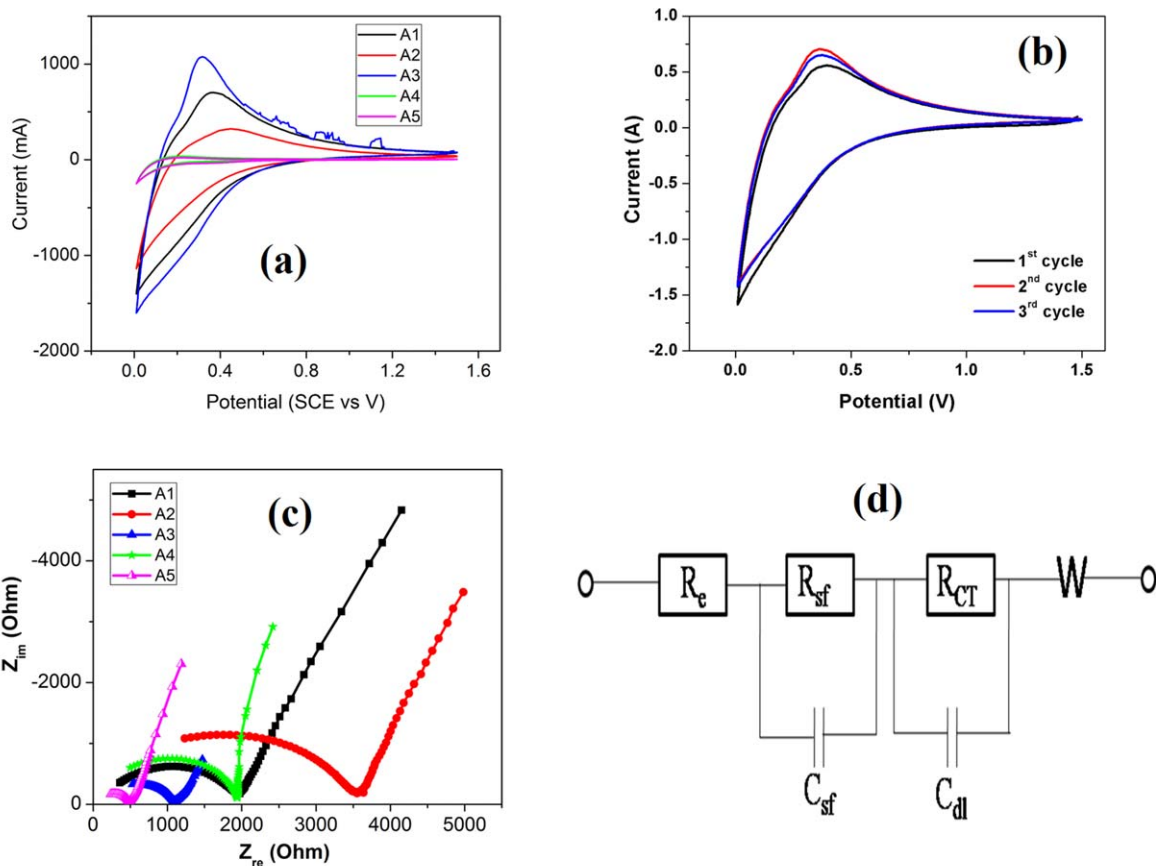 A1
A2
A3
A4
A5
1000
0
-1000
-2000
Current (mA)
(a)
0.0 0.4 0.8 1.2 1.6
Potential (SCE vs V)
(b)
1.0
0.5
0.0
-0.5
-1.0
-1.5
-2.0
Current (A)
1st cycle
2nd cycle
3rd cycle
0.0 0.5 1.0 1.5
Potential (V)
A1
A2
A3
A4
A5
(c)
-4000
-2000
0
Zim (Ohm)
0 1000 2000 3000 4000 5000
Zre (Ohm)
(d)
Re Rsf RCT W
Csf Cdl